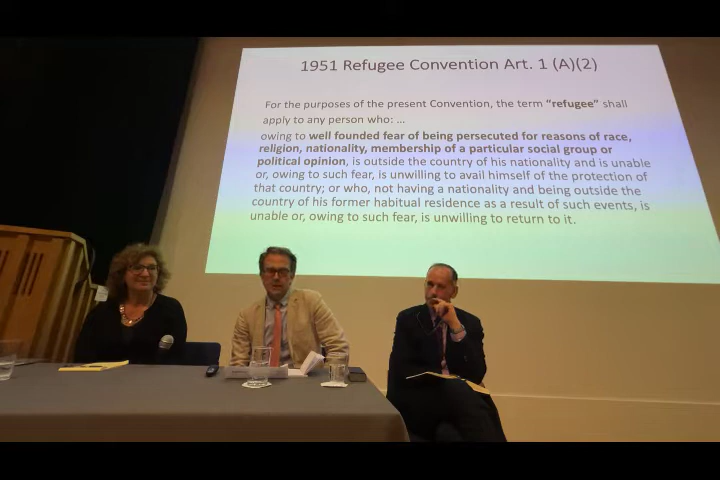 1951 Refugee Convention Art. 1 (A)(2)
For the purposes of the present Convention, the term “refugee” shall
apply to any person who: ...
owing to well founded fear of being persecuted for reasons of race,
religion, nationality, membership of a particular social group or
political opinion, is outside the country of his nationality and is unable
or, owing to such fear, is unwilling to avail himself of the protection of
that country; or who, not having a nationality and being outside the
country of his former habitual residence as a result of such events, is
unable or, owing to such fear, is unwilling to return to it.